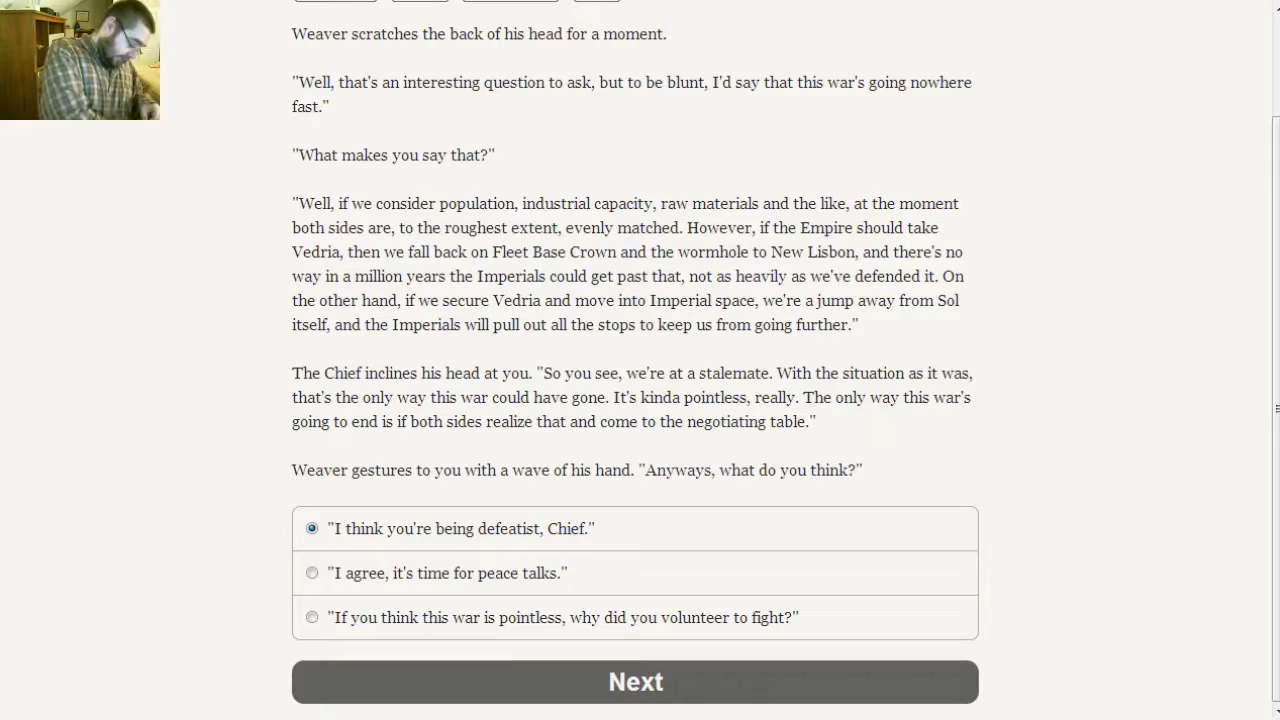 Weaver scratches the back of his head for a moment.
"Well, that's an interesting question to ask, but to be blunt, I'd say that this war's going nowhere
fast."
"What makes you say that?"
"Well, if we consider population, industrial capacity, raw materials and the like, at the moment
both sides are, to the roughest extent, evenly matched. However, if the Empire should take
Vedria, then we fall back on Fleet Base Crown and the wormhole to New Lisbon, and there's no
way in a million years the Imperials could get past that, not as heavily as we've defended it. On
the other hand, if we secure Vedria and move into Imperial space, we're a jump away from Sol
itself, and the Imperials will pull out all the stops to keep us from going further."
The Chief inclines his head at you. "So you see, we're at a stalemate. With the situation as it was,
that's the only way this war could have gone. It's kinda pointless, really. The only way this war's
going to end is if both sides realize that and come to the negotiating table."
Weaver gestures to you with a wave of his hand. "Anyways, what do you think?"
"I think you're being defeatist, Chief."
"I agree, it's time for peace talks."
"If you think this war is pointless, why did you volunteer to fight?"
Next